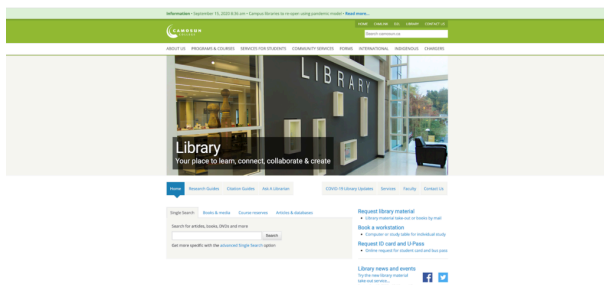 Information • September 15, 2020 8:30 am • Campus libraries to re-open using pandemic model • Read more...
HOME CAMLINK D2L LIBRARY CONTACT US
CAMOSUN
Search camosun.ca
ABOUT US PROGRAMS & COURSES SERVICES FOR STUDENTS COMMUNITY SERVICES FORMS INTERNATIONAL INDIGENOUS CHARGERS
LIBRARY
Library
Your place to learn, connect, collaborate & create
Home Research Guides Citation Guides Ask A Librarian COVID-19 Library Updates Services Faculty Contact Us
Single Search Books & media Course reserves Articles & databases
Search for articles, books, DVDs and more
Search
Get more specific with the advanced Single Search option
Request library material
• Library material take out or books by mail
Book a workstation
• Computer or study table for individual study
Request ID card and U-Pass
• Online request for student card and bus pass
Library news and events
Try the new library material
take out service...